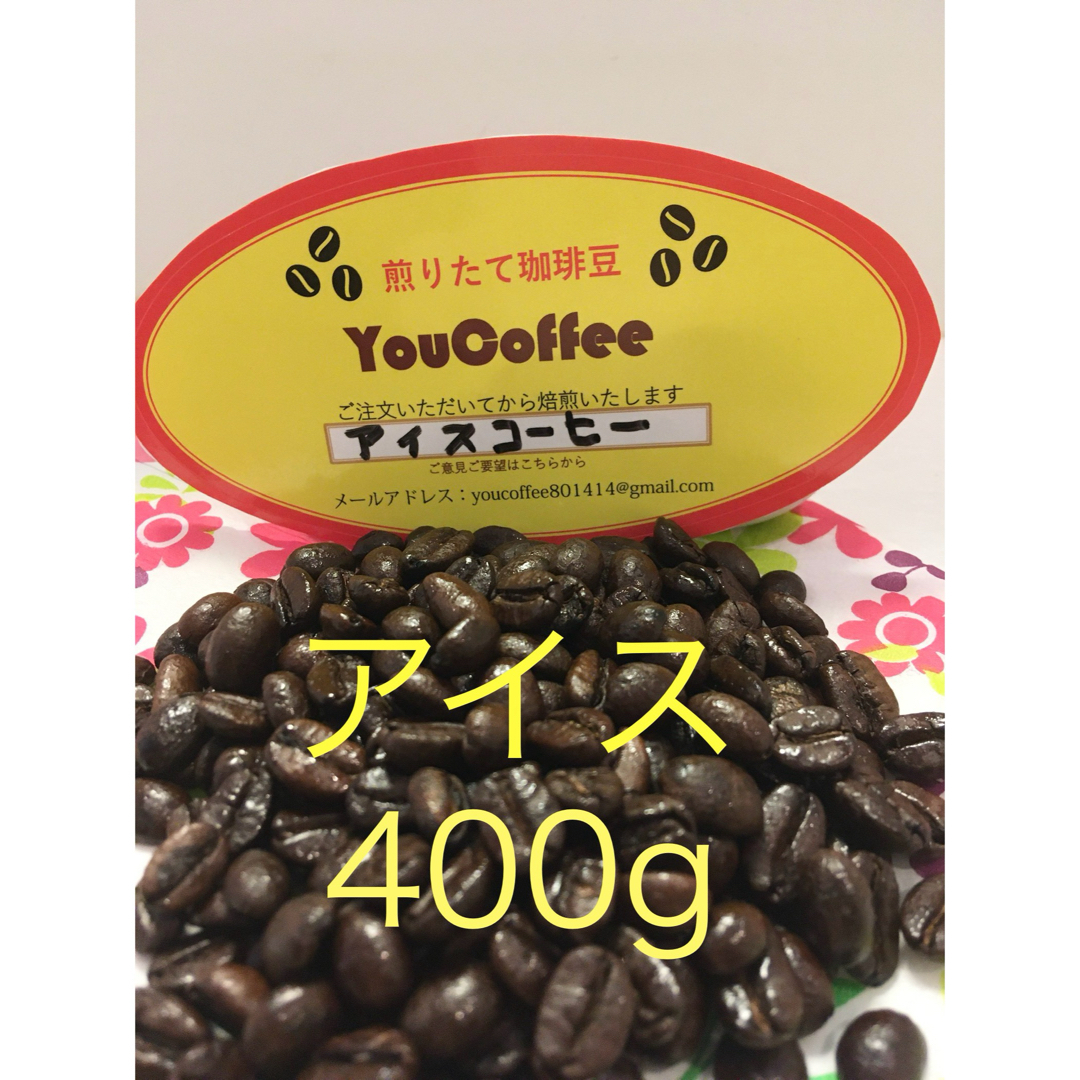 煎りたて珈琲豆
YouCoffee
ご注文いただいてから焙煎いたします
アイスコーヒー
ご意見ご要望はこちらから
メールアドレス：youcoffee801414@gmail.com
アイス
400g